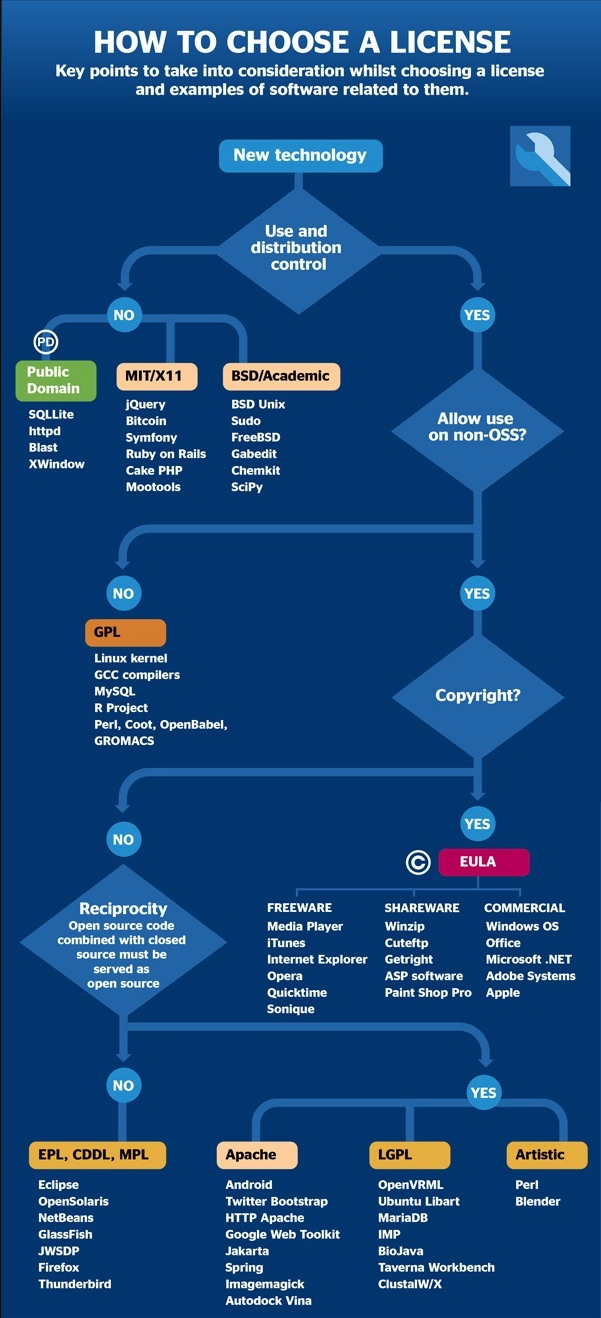 HOW TO CHOOSE A LICENSE
Key points to take into consideration whilst choosing a license
and examples of software related to them.
New technology
Use and
distribution
control
NO
YES
PD
Public
Domain
SQLLite
httpd
Blast
XWindow
MIT/X11
jQuery
Bitcoin
Symfony
Ruby on Rails
Cake PHP
Mootools
BSD/Academic
BSD Unix
Sudo
FreeBSD
Gabedit
Chemkit
SciPy
Allow use
on non-OSS?
NO
YES
GPL
Linux kernel
GCC compilers
MySQL
R Project
Perl, Coot, OpenBabel,
GROMACS
Copyright?
NO
YES
© EULA
FREEWARE
Media Player
iTunes
Internet Explorer
Opera
Quicktime
Sonique
SHAREWARE
Winzip
Cuteftp
Getright
ASP software
Paint Shop Pro
COMMERCIAL
Windows OS
Office
Microsoft .NET
Adobe Systems
Apple
Reciprocity
Open source code
combined with closed
source must be
served as
open source
NO
YES
EPL, CDDL, MPL
Eclipse
OpenSolaris
NetBeans
GlassFish
JWSDP
Firefox
Thunderbird
Apache
Android
Twitter Bootstrap
HTTP Apache
Google Web Toolkit
Jakarta
Spring
Imagemagick
Autodock Vina
LGPL
OpenVRML
Ubuntu Libart
MariaDB
IMP
BioJava
Taverna Workbench
ClustalW/X
Artistic
Perl
Blender